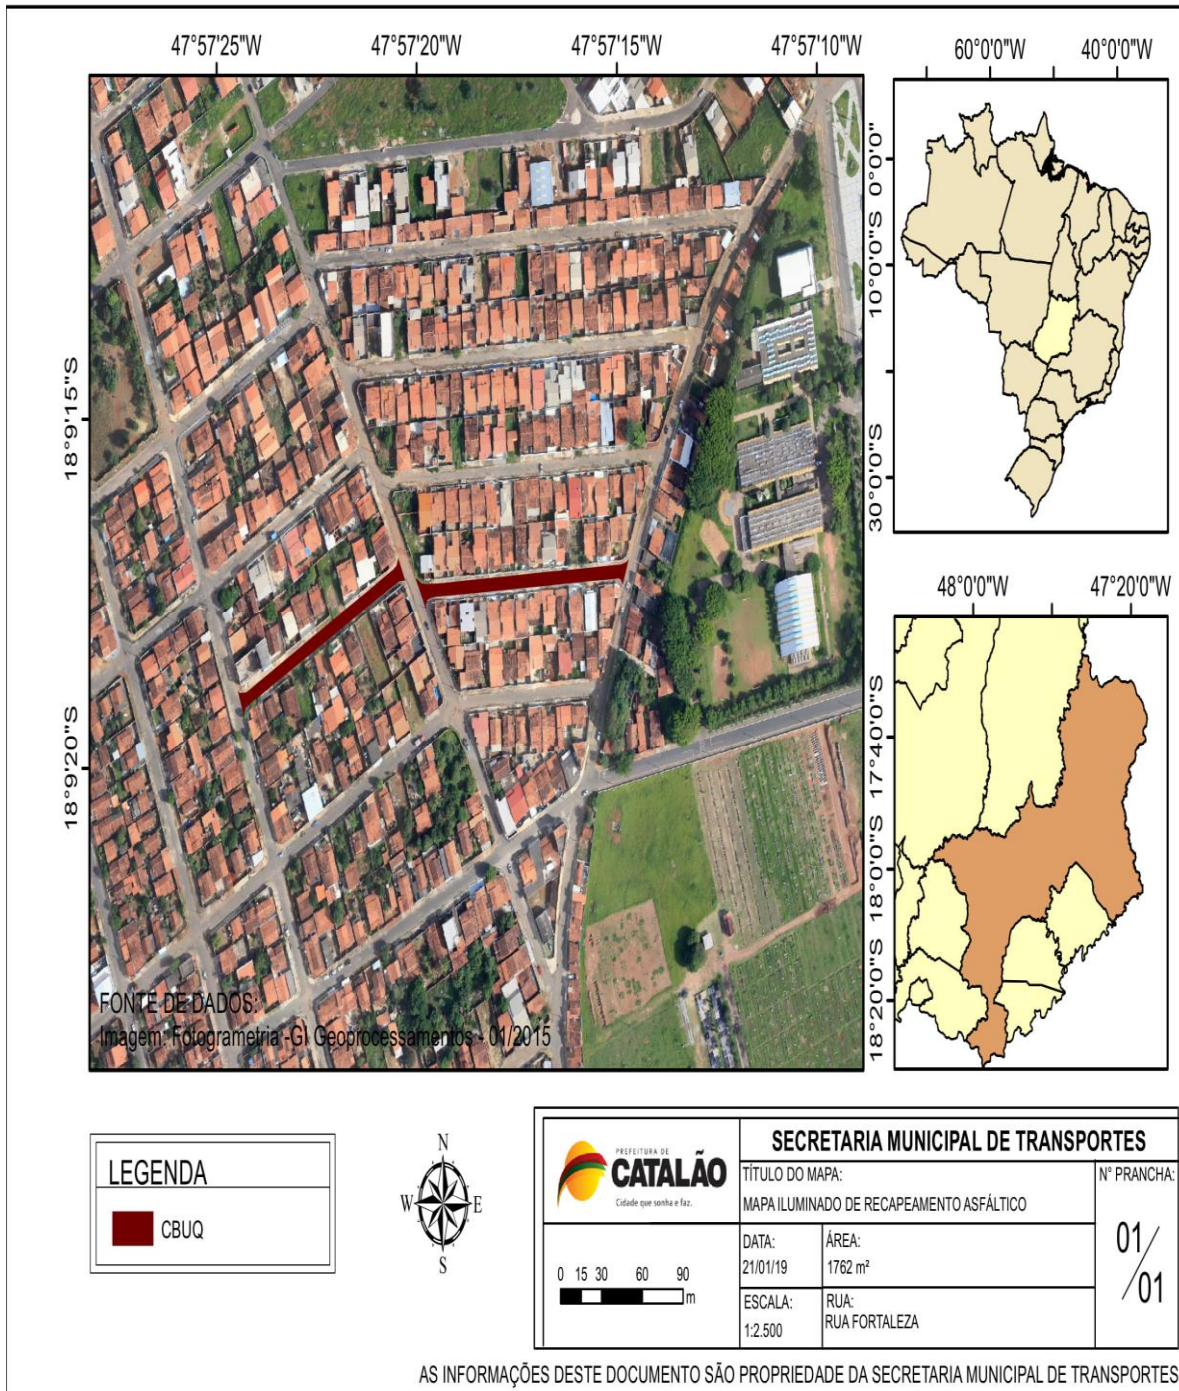 47°57'25"W 47°57'20"W 47°57'15"W 47°57'10"W
60°0'0"W 40°0'0"W
0°0'0"
10°0'0"S
30°0'0"S
18°9'15"S
18°9'20"S
48°0'0"W 47°20'0"W
17°40'0"S
18°0'0"S
18°20'0"S
FONTE DE DADOS:
Imagem: Fotogrametria -GI Geoprocessamentos - 01/2015
LEGENDA
CBUQ
N
W E
S
PREFEITURA DE
CATALÃO
Cidade que sonha e faz.
0 15 30 60 90
m
SECRETARIA MUNICIPAL DE TRANSPORTES
TÍTULO DO MAPA:
MAPA ILUMINADO DE RECAPEAMENTO ASFÁLTICO
N° PRANCHA:
01/01
DATA:
21/01/19
ÁREA:
1762 m²
ESCALA:
1:2.500
RUA:
RUA FORTALEZA
AS INFORMAÇÕES DESTE DOCUMENTO SÃO PROPRIEDADE DA SECRETARIA MUNICIPAL DE TRANSPORTES